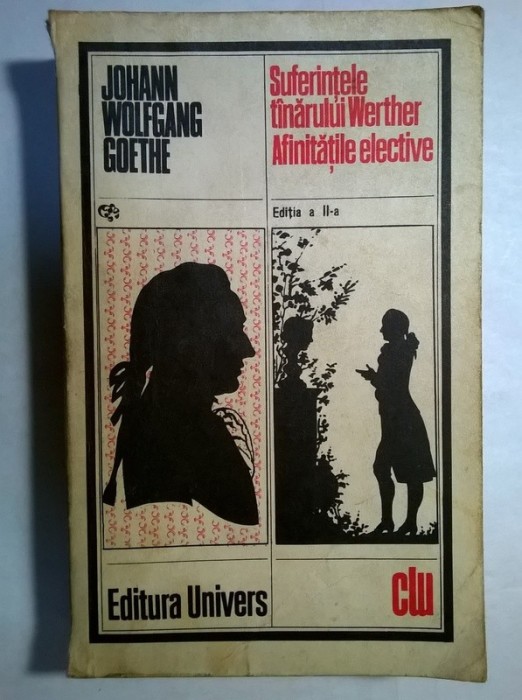 JOHANN
WOLFGANG
GOETHE
Suferințele
tînărului Werther
Afinitățile elective
Ediția a II-a
Editura Univers
clu